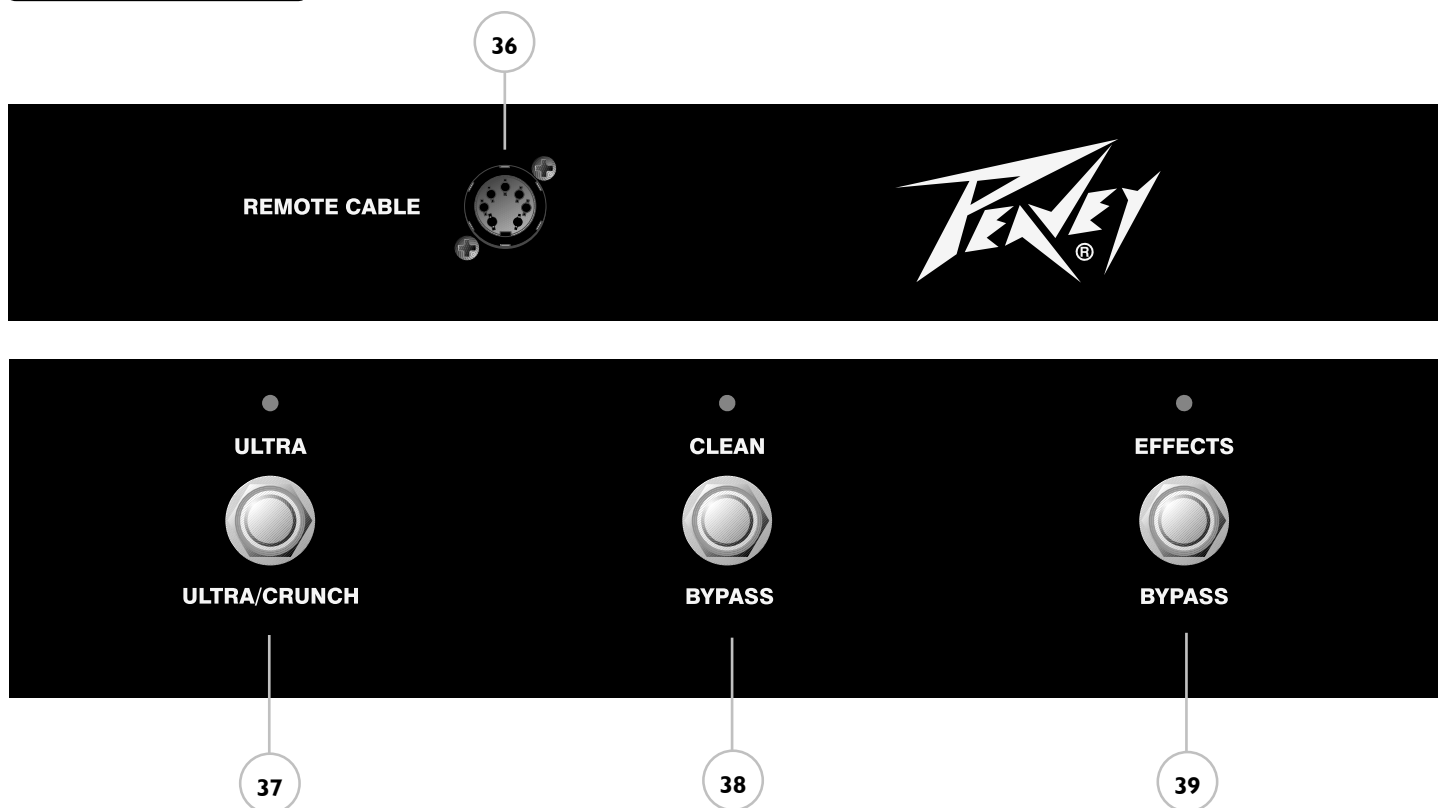 36
REMOTE CABLE
PEAVEY
®
ULTRA
CLEAN
EFFECTS
ULTRA/CRUNCH
BYPASS
BYPASS
37
38
39